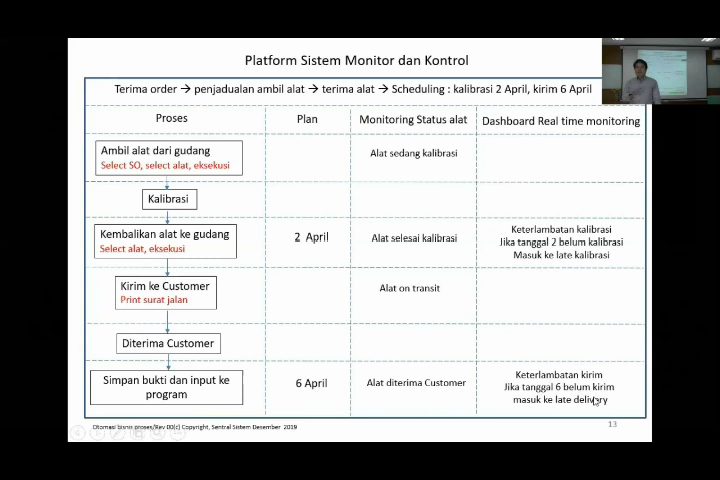 Platform Sistem Monitor dan Kontrol
Terima order → penjadualan ambil alat → terima alat → Scheduling : kalibrasi 2 April, kirim 6 April
Proses
Plan
Monitoring Status alat
Dashboard Real time monitoring
Ambil alat dari gudang
Select SO, select alat, eksekusi
Alat sedang kalibrasi
Kalibrasi
Kembalikan alat ke gudang
Select alat, eksekusi
2 April
Alat selesai kalibrasi
Keterlambatan kalibrasi
Jika tanggal 2 belum kalibrasi
Masuk ke late kalibrasi
Kirim ke Customer
Print surat jalan
Alat on transit
Diterima Customer
Simpan bukti dan input ke
program
6 April
Alat diterima Customer
Keterlambatan kirim
Jika tanggal 6 belum kirim
masuk ke late delivery
Otomasi bisnis proses/Rev 00(c) Copyright, Sentral Sistem Desember 2019
13